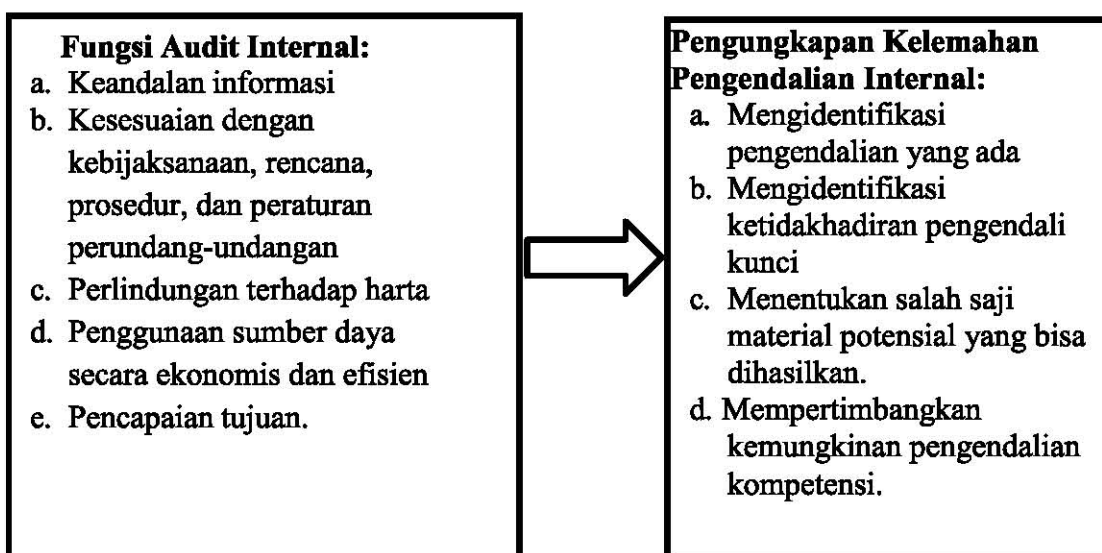 Fungsi Audit Internal:
a. Keandalan informasi
b. Kesesuaian dengan
kebijaksanaan, rencana,
prosedur, dan peraturan
perundang-undangan
c. Perlindungan terhadap harta
d. Penggunaan sumber daya
secara ekonomis dan efisien
e. Pencapaian tujuan.
Pengungkapan Kelemahan
Pengendalian Internal:
a. Mengidentifikasi
pengendalian yang ada
b. Mengidentifikasi
ketidakhadiran pengendali
kunci
c. Menentukan salah saji
material potensial yang bisa
dihasilkan.
d. Mempertimbangkan
kemungkinan pengendalian
kompetensi.